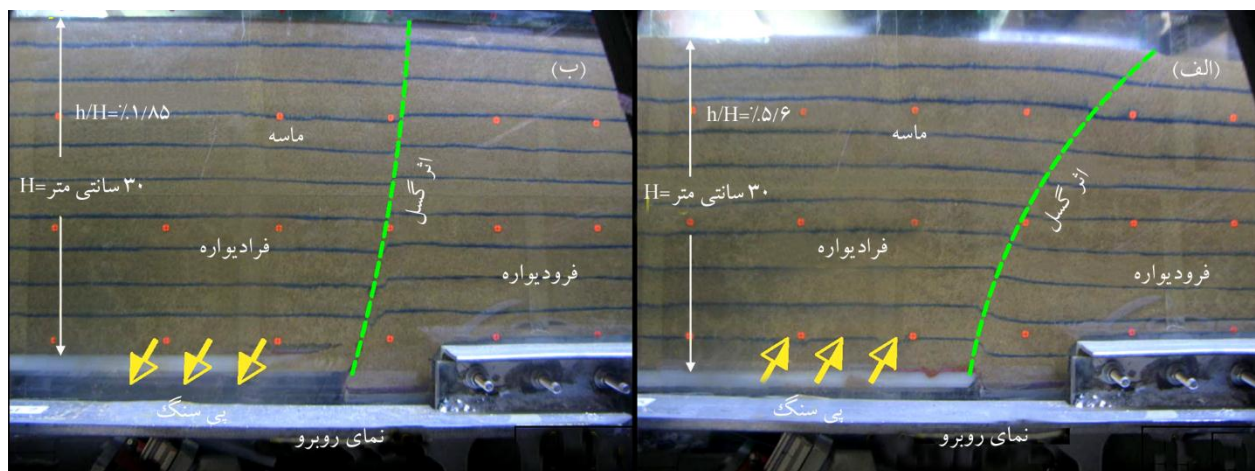 (الف)
h/H=٪۵/۶
ماسه
اثر گسل
H=۳۰ سانتی متر
فرادیواره
فرودیواره
پی سنگ
نمای روبرو
(ب)
h/H=٪۱/۸۵
ماسه
اثر گسل
H=۳۰ سانتی متر
فرادیواره
فرودیواره
پی سنگ
نمای روبرو